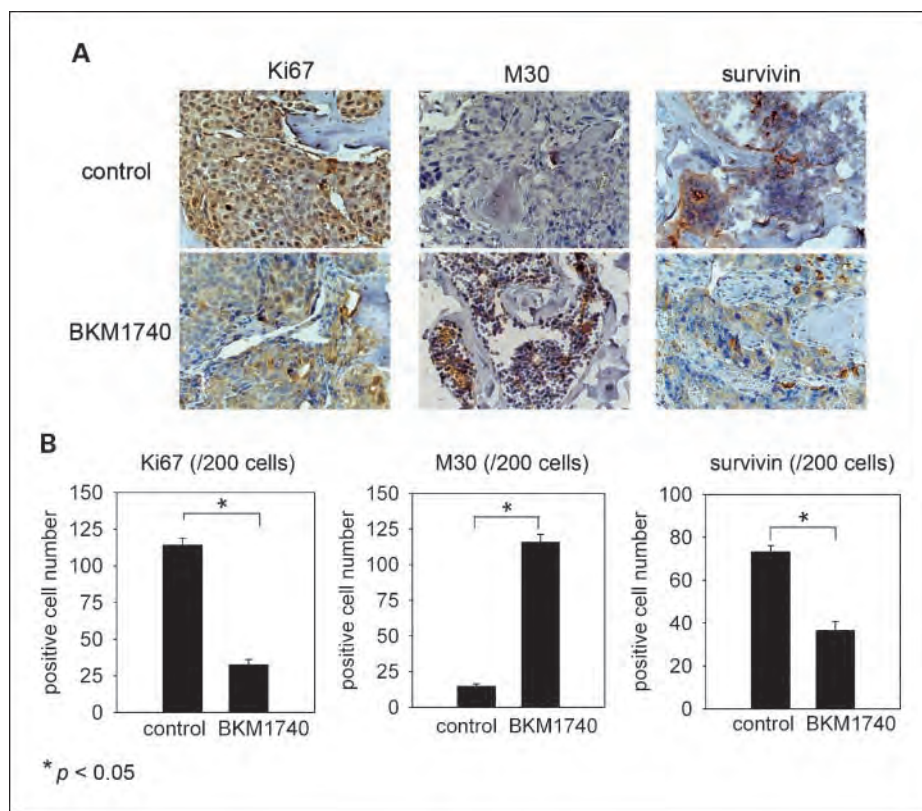 A
Ki67 M30 survivin
control
BKM1740
B
Ki67 (/200 cells) M30 (/200 cells) survivin (/200 cells)
positive cell number
150
125
100
75
50
25
0
control BKM1740
*
positive cell number
150
125
100
75
50
25
0
control BKM1740
*
positive cell number
100
80
60
40
20
0
control BKM1740
*
* p < 0.05